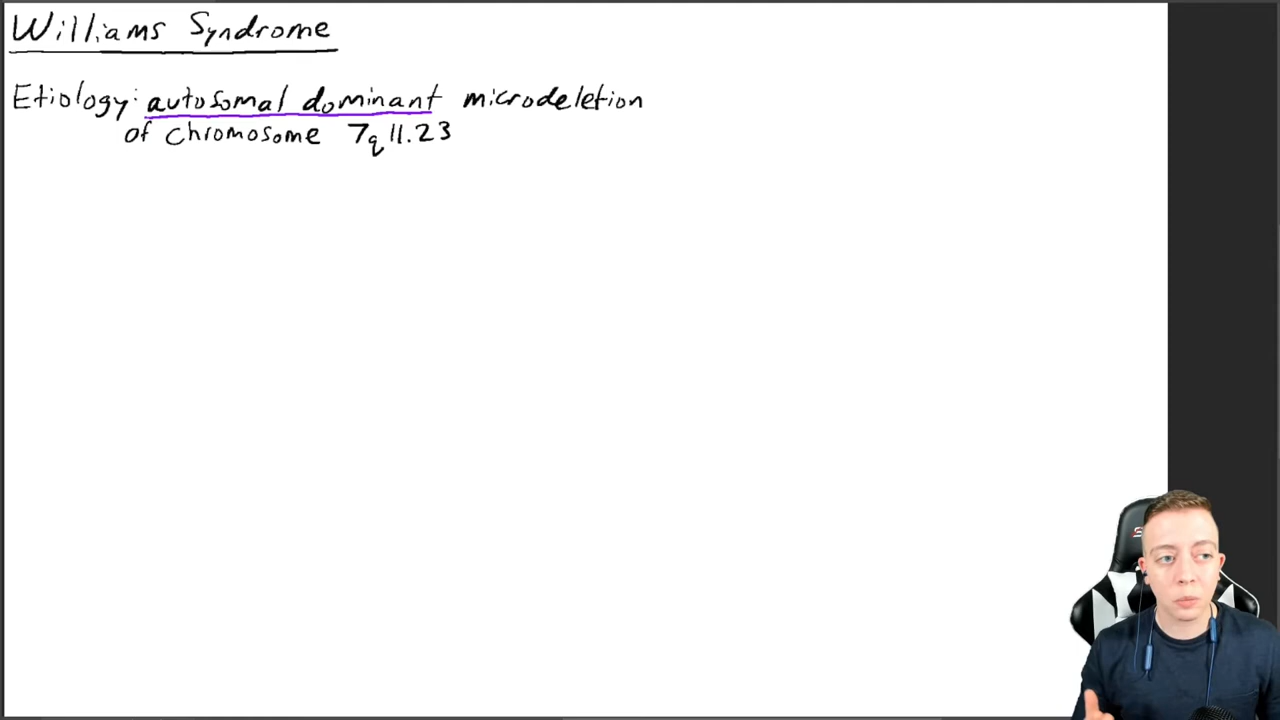 Williams Syndrome
Etiology: autosomal dominant microdeletion
of chromosome 7q11.23